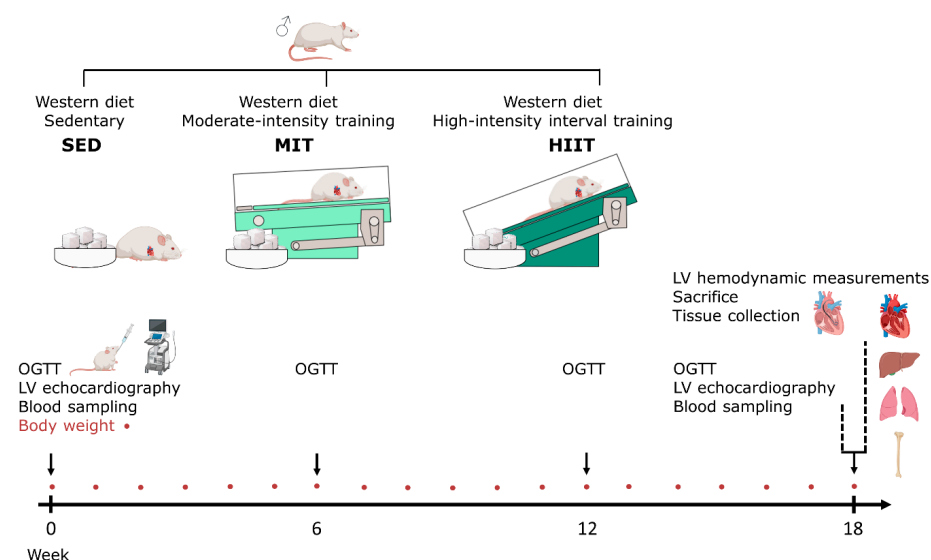 Western diet
Sedentary
SED
Western diet
Moderate-intensity training
MIT
Western diet
High-intensity interval training
HIIT
LV hemodynamic measurements
Sacrifice
Tissue collection
OGTT
LV echocardiography
Blood sampling
Body weight •
OGTT
OGTT
OGTT
LV echocardiography
Blood sampling
0
6
12
18
Week